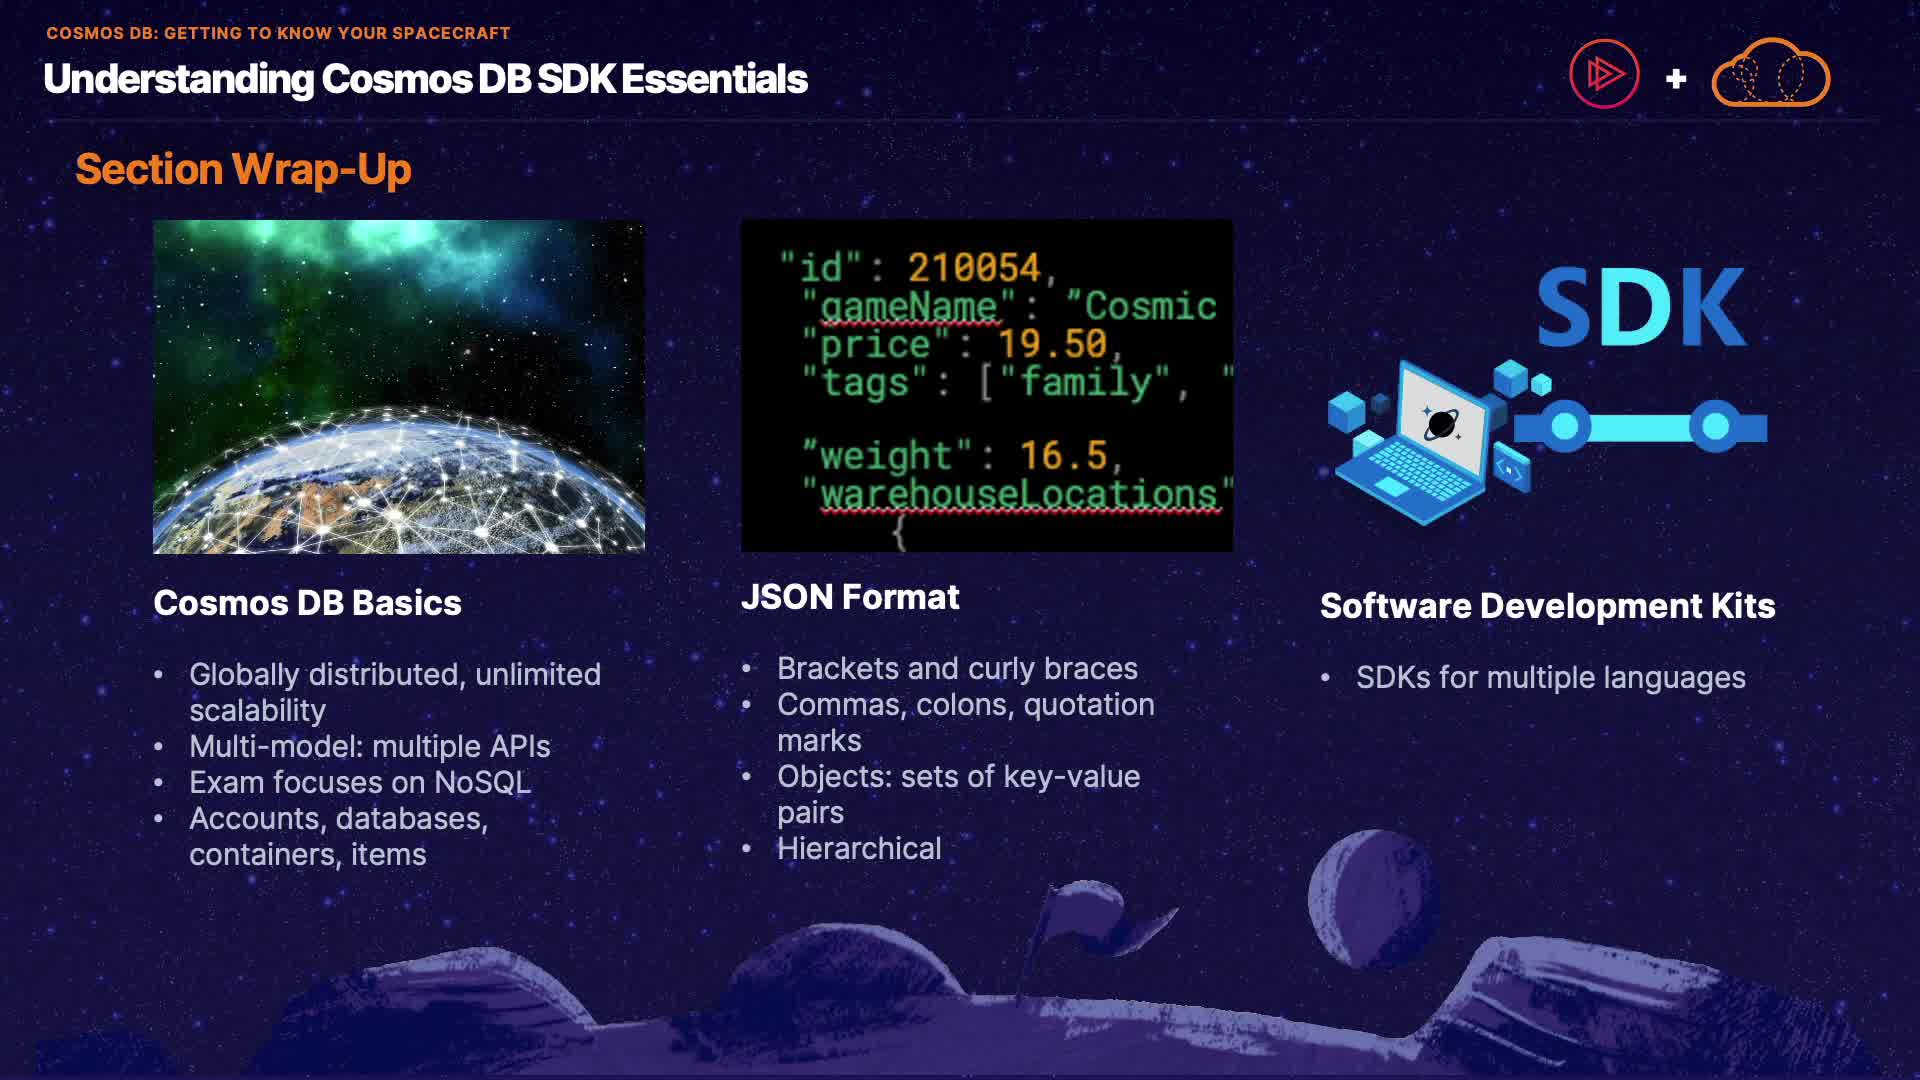 COSMOS DB: GETTING TO KNOW YOUR SPACECRAFT
Understanding Cosmos DB SDK Essentials
+
Section Wrap-Up
"id": 210054,
"gameName": ”Cosmic
"price": 19.50,
"tags": ["family", "
”weight": 16.5,
"warehouseLocations"
{
SDK
Cosmos DB Basics
• Globally distributed, unlimited
scalability
• Multi-model: multiple APIs
• Exam focuses on NoSQL
• Accounts, databases,
containers, items
JSON Format
• Brackets and curly braces
• Commas, colons, quotation
marks
• Objects: sets of key-value
pairs
• Hierarchical
Software Development Kits
• SDKs for multiple languages